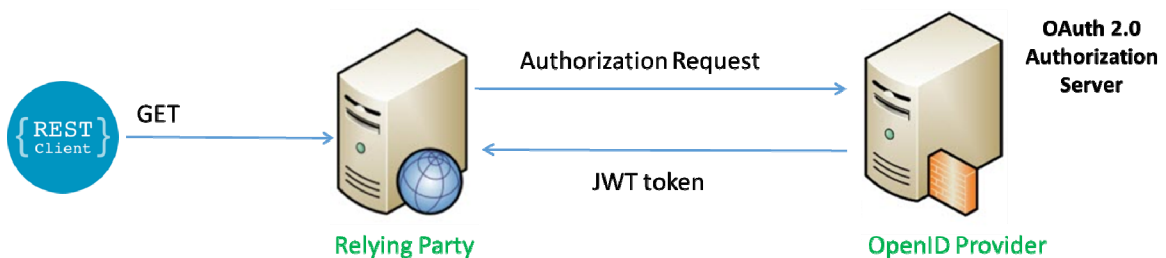 OAuth 2.0
Authorization
Server
Authorization Request
{REST}
Client
GET
JWT token
Relying Party
OpenID Provider